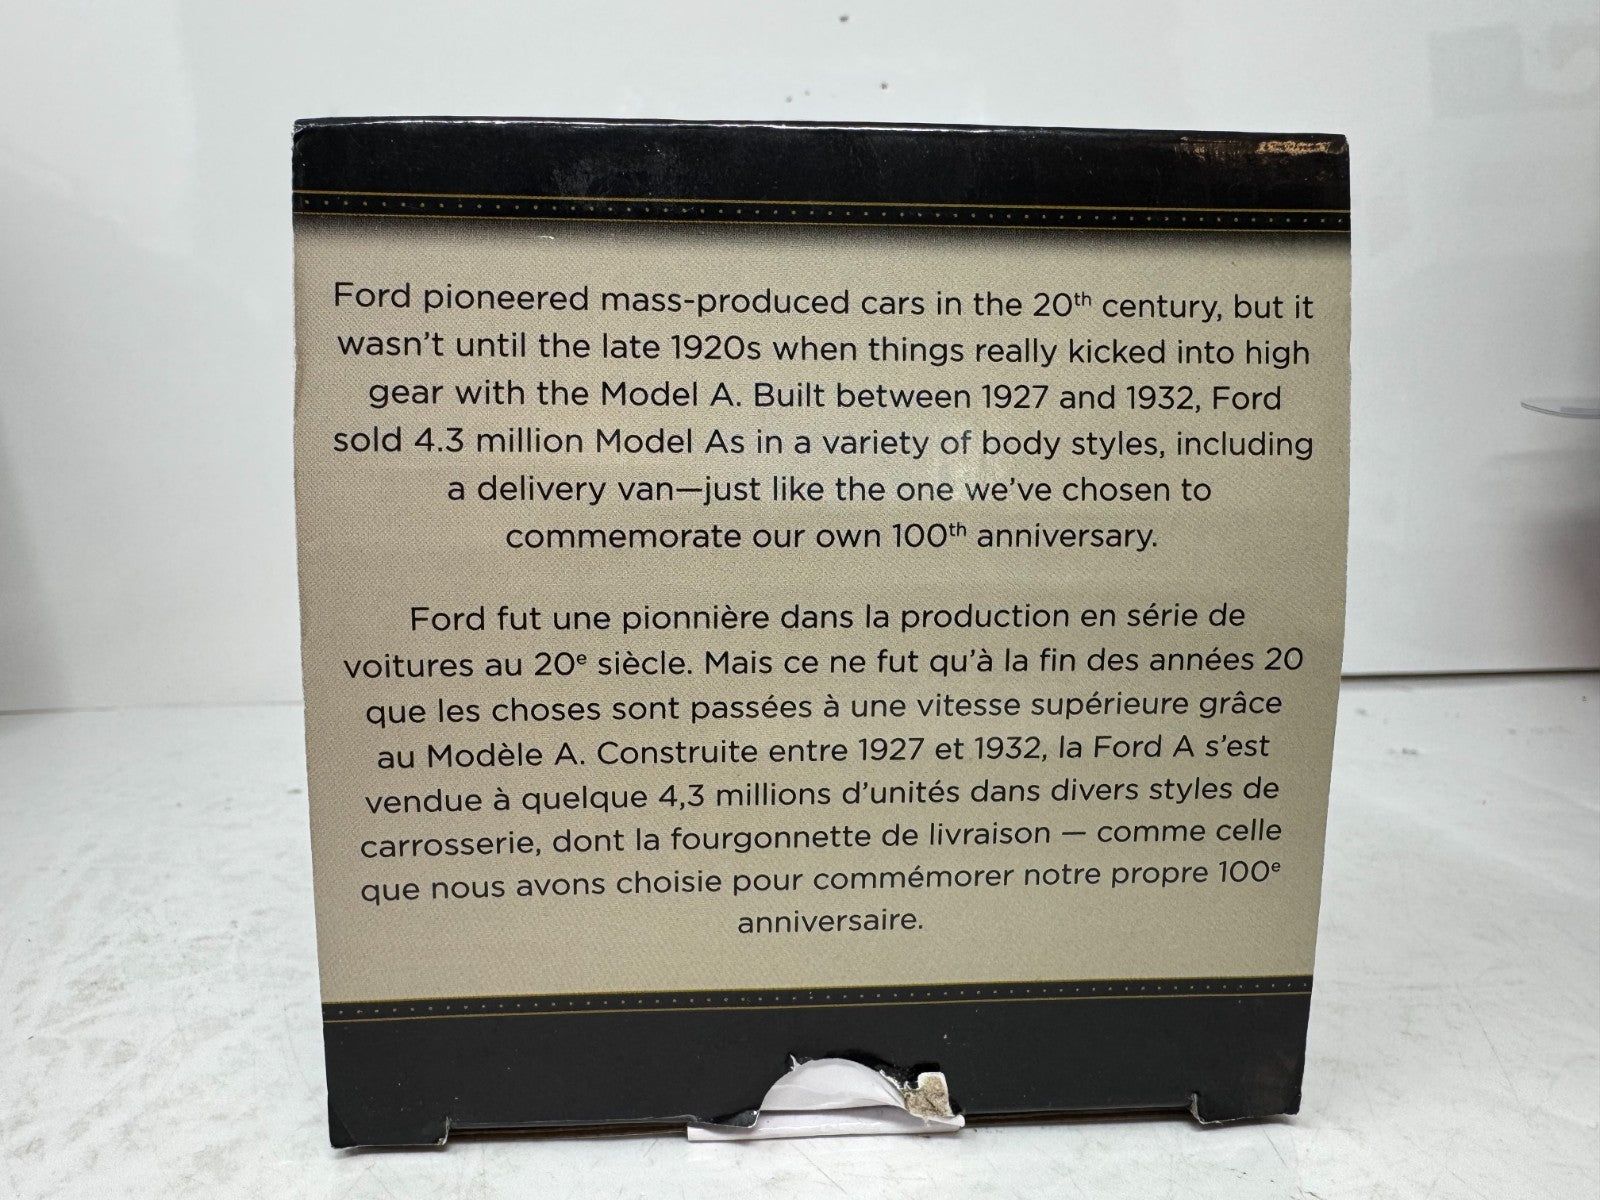 Ford pioneered mass-produced cars in the 20th century, but it
wasn't until the late 1920s when things really kicked into high
gear with the Model A. Built between 1927 and 1932, Ford
sold 4.3 million Model As in a variety of body styles, including
a delivery van—just like the one we've chosen to
commemorate our own 100th anniversary.
Ford fut une pionnière dans la production en série de
voitures au 20e siècle. Mais ce ne fut qu'à la fin des années 20
que les choses sont passées à une vitesse supérieure grâce
au Modèle A. Construite entre 1927 et 1932, la Ford A s'est
vendue à quelque 4,3 millions d'unités dans divers styles de
carrosserie, dont la fourgonnette de livraison — comme celle
que nous avons choisie pour commémorer notre propre 100e
anniversaire.